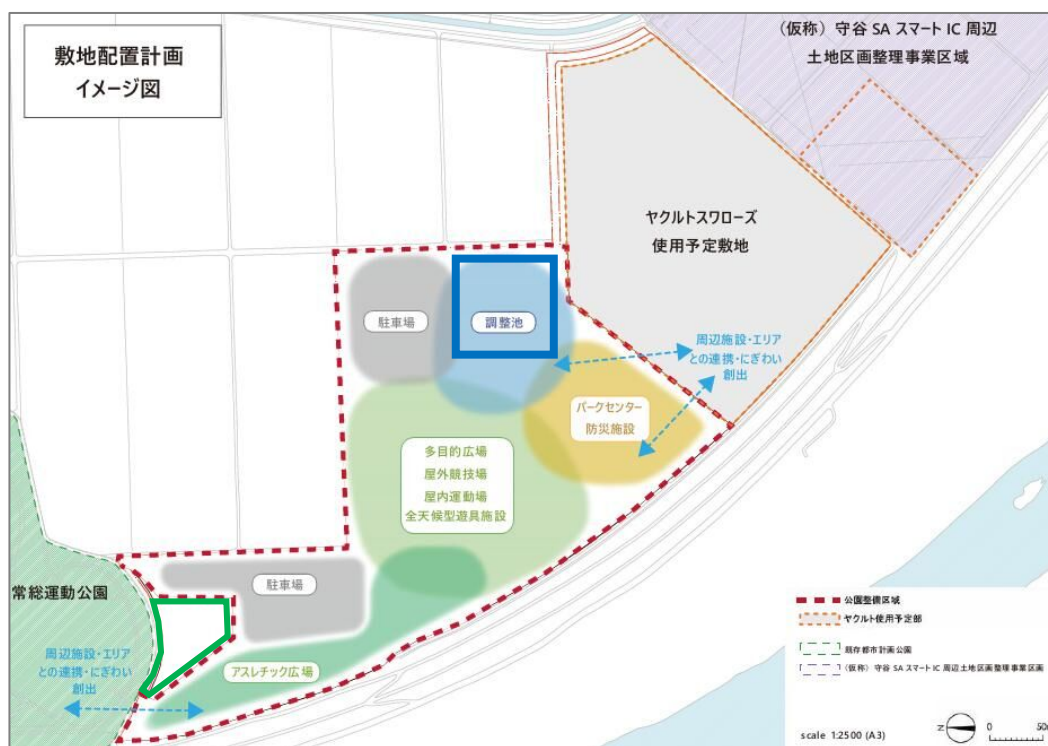 敷地配置計画
イメージ図
（仮称）守谷 SA スマート IC 周辺
土地区画整理事業区域
ヤクルトスワローズ
使用予定敷地
駐車場
調整池
周辺施設・エリア
との連携・にぎわい
創出
パークセンター
防災施設
多目的広場
屋外競技場
屋内運動場
全天候型遊具施設
常総運動公園
駐車場
周辺施設・エリア
との連携・にぎわい
創出
アスレチック広場
公園整備区域
ヤクルト使用予定部
既存都市計画公園
（仮称）守谷 SA スマート IC 周辺土地区画整理事業区画
scale 1:2500 (A3)
Z
0
50m